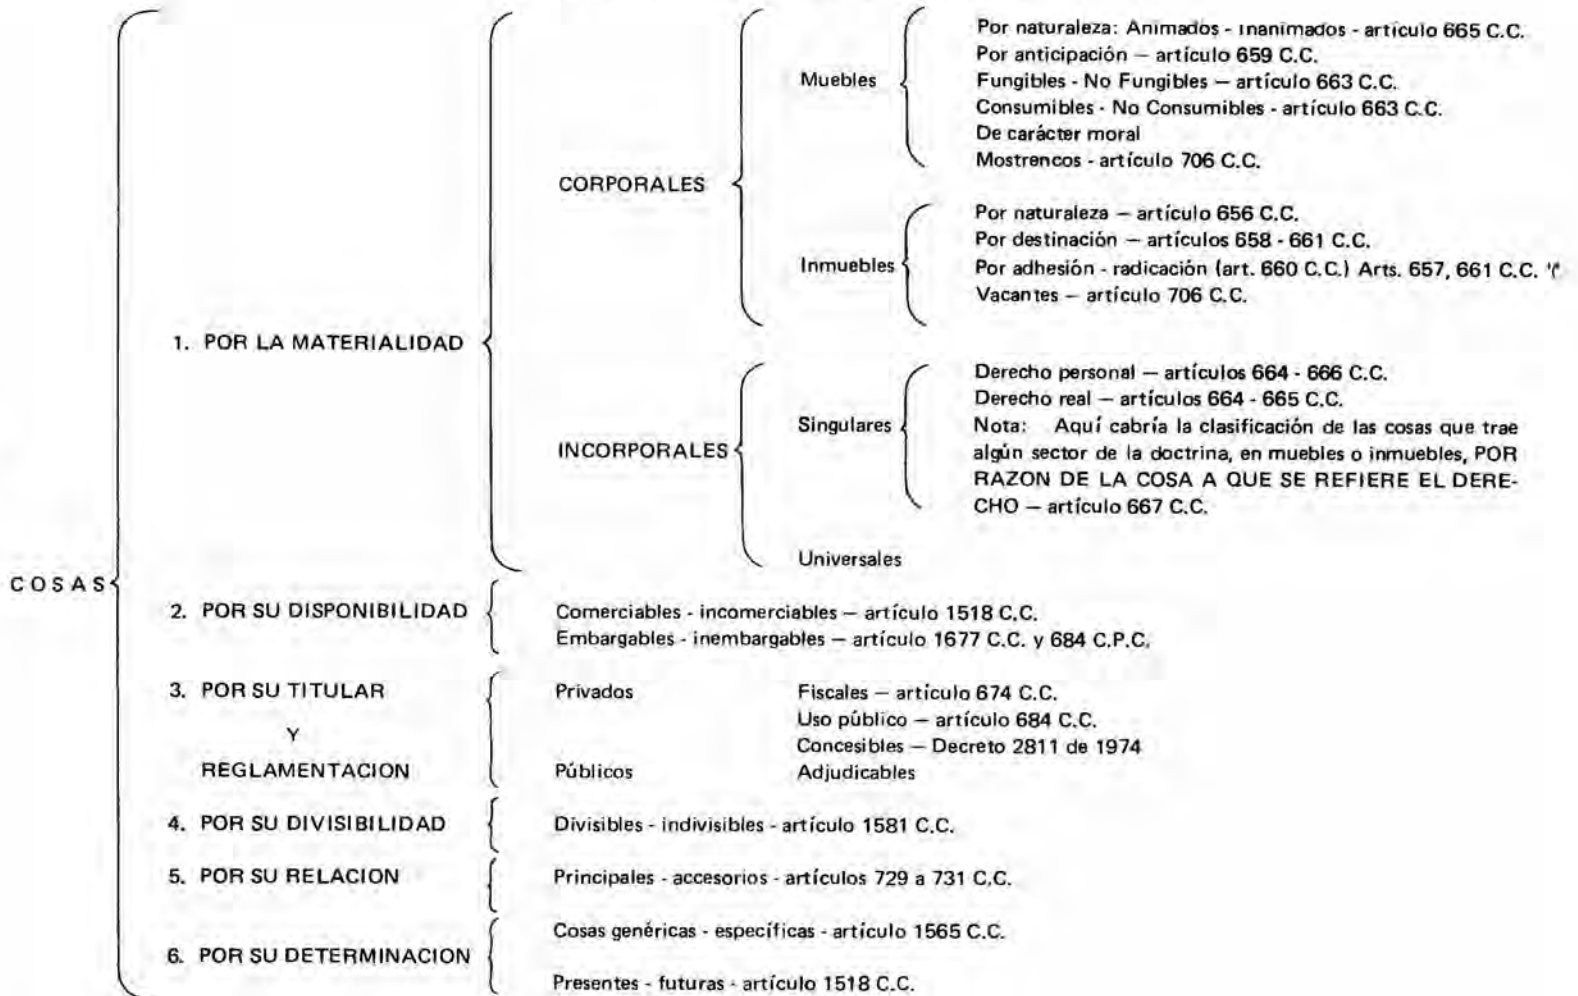 Por naturaleza: Animados - inanimados - artículo 665 C.C.
Por anticipación — artículo 659 C.C.
Muebles
Fungibles - No Fungibles — artículo 663 C.C.
Consumibles - No Consumibles - artículo 663 C.C.
De carácter moral
Mostrencos - artículo 706 C.C.
CORPORALES
Por naturaleza — artículo 656 C.C.
Por destinación — artículos 658 - 661 C.C.
Inmuebles
Por adhesión - radicación (art. 660 C.C.) Arts. 657, 661 C.C.
Vacantes — artículo 706 C.C.
1. POR LA MATERIALIDAD
Derecho personal — artículos 664 - 666 C.C.
Derecho real — artículos 664 - 665 C.C.
Singulares
Nota: Aquí cabría la clasificación de las cosas que trae
algún sector de la doctrina, en muebles o inmuebles, POR
RAZON DE LA COSA A QUE SE REFIERE EL DERE-
CHO — artículo 667 C.C.
INCORPORALES
Universales
COSAS
2. POR SU DISPONIBILIDAD
Comerciables - incomerciables — artículo 1518 C.C.
Embargables - inembargables — artículo 1677 C.C. y 684 C.P.C.
3. POR SU TITULAR
Y
REGLAMENTACION
Privados
Fiscales — artículo 674 C.C.
Uso público — artículo 684 C.C.
Concesibles — Decreto 2811 de 1974
Públicos
Adjudicables
4. POR SU DIVISIBILIDAD
Divisibles - indivisibles - artículo 1581 C.C.
5. POR SU RELACION
Principales - accesorios - artículos 729 a 731 C.C.
6. POR SU DETERMINACION
Cosas genéricas - específicas - artículo 1565 C.C.
Presentes - futuras - artículo 1518 C.C.